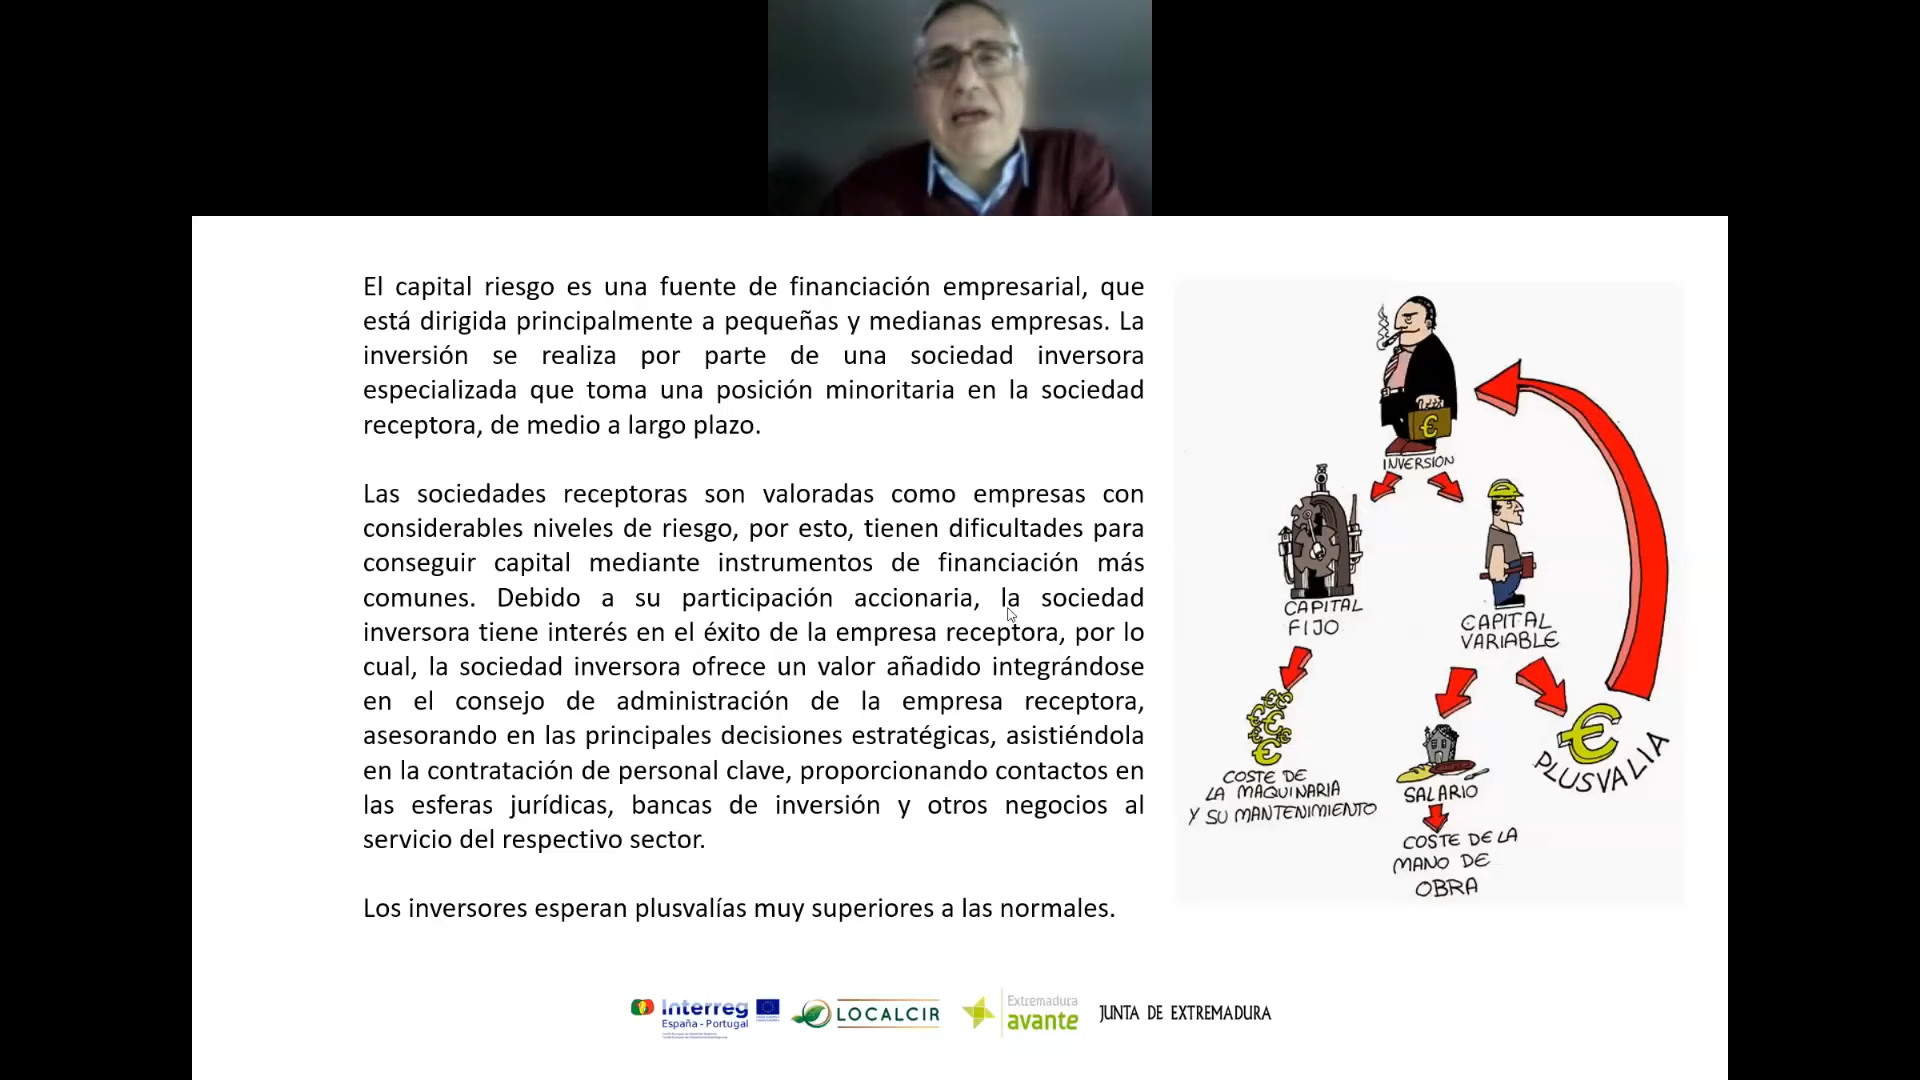 El capital riesgo es una fuente de financiación empresarial, que
está dirigida principalmente a pequeñas y medianas empresas. La
inversión se realiza por parte de una sociedad inversora
especializada que toma una posición minoritaria en la sociedad
receptora, de medio a largo plazo.
Las sociedades receptoras son valoradas como empresas con
considerables niveles de riesgo, por esto, tienen dificultades para
conseguir capital mediante instrumentos de financiación más
comunes. Debido a su participación accionaria, la sociedad
inversora tiene interés en el éxito de la empresa receptora, por lo
cual, la sociedad inversora ofrece un valor añadido integrándose
en el consejo de administración de la empresa receptora,
asesorando en las principales decisiones estratégicas, asistiéndola
en la contratación de personal clave, proporcionando contactos en
las esferas jurídicas, bancas de inversión y otros negocios al
servicio del respectivo sector.
Los inversores esperan plusvalías muy superiores a las normales.
€
INVERSION
CAPITAL
FIJO
CAPITAL
VARIABLE
€
COSTE DE
LA MAQUINARIA
Y SU MANTENIMIENTO
SALARIO
COSTE DE LA
MANO DE
OBRA
€
PLUSVALIA
Interreg
España - Portugal
LOCALCIR
Extremadura
avante
JUNTA DE EXTREMADURA